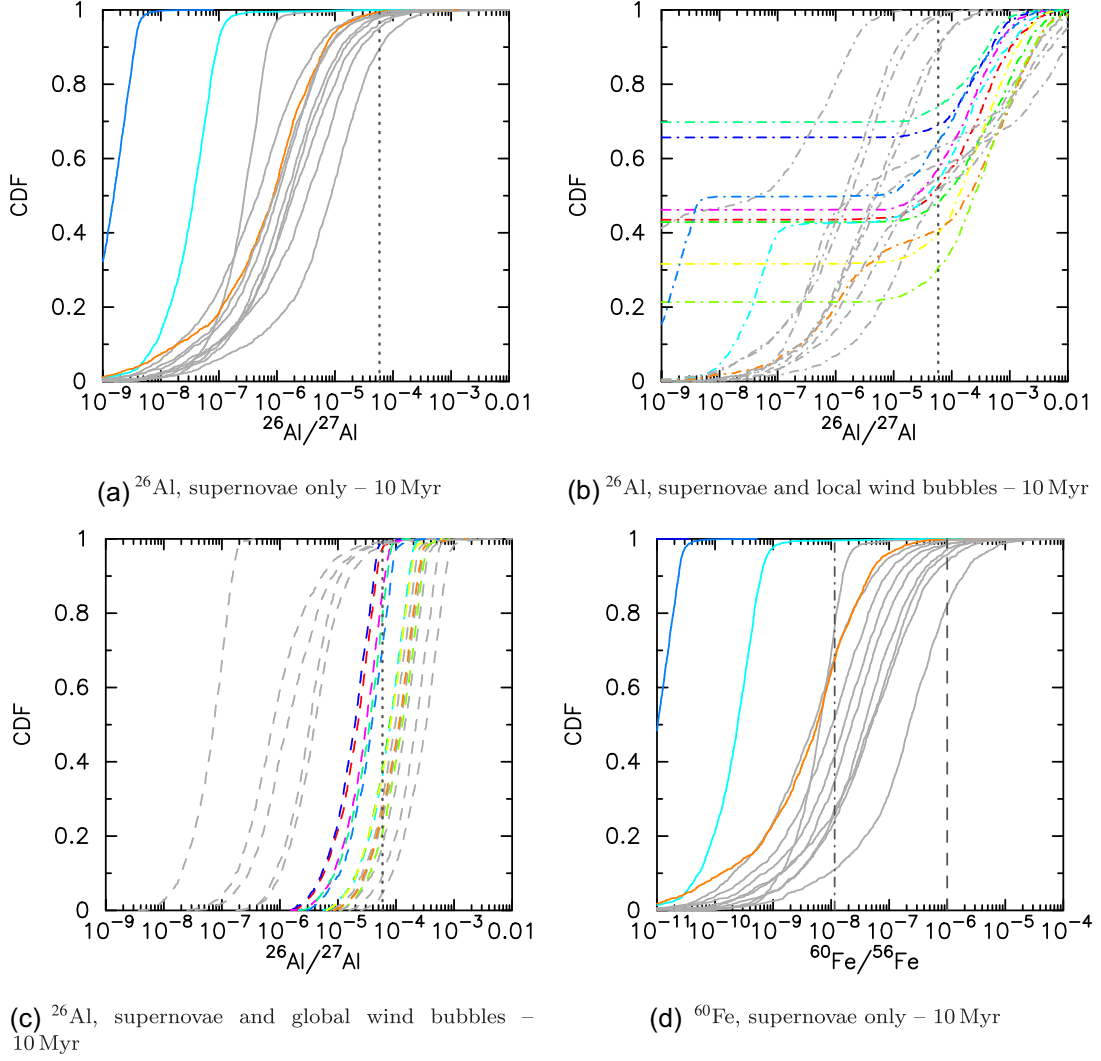 1
0.8
0.6
0.4
0.2
0
CDF
10⁻⁹ 10⁻⁸ 10⁻⁷ 10⁻⁶ 10⁻⁵ 10⁻⁴ 10⁻³ 0.01
²⁶Al/²⁷Al
(a) ²⁶Al, supernovae only – 10 Myr
1
0.8
0.6
0.4
0.2
0
CDF
10⁻⁹ 10⁻⁸ 10⁻⁷ 10⁻⁶ 10⁻⁵ 10⁻⁴ 10⁻³ 0.01
²⁶Al/²⁷Al
(b) ²⁶Al, supernovae and local wind bubbles – 10 Myr
1
0.8
0.6
0.4
0.2
0
CDF
10⁻⁹ 10⁻⁸ 10⁻⁷ 10⁻⁶ 10⁻⁵ 10⁻⁴ 10⁻³ 0.01
²⁶Al/²⁷Al
(c) ²⁶Al, supernovae and global wind bubbles –
10 Myr
1
0.8
0.6
0.4
0.2
0
CDF
10⁻¹¹ 10⁻¹⁰ 10⁻⁹ 10⁻⁸ 10⁻⁷ 10⁻⁶ 10⁻⁵ 10⁻⁴
⁶⁰Fe/⁵⁶Fe
(d) ⁶⁰Fe, supernovae only – 10 Myr